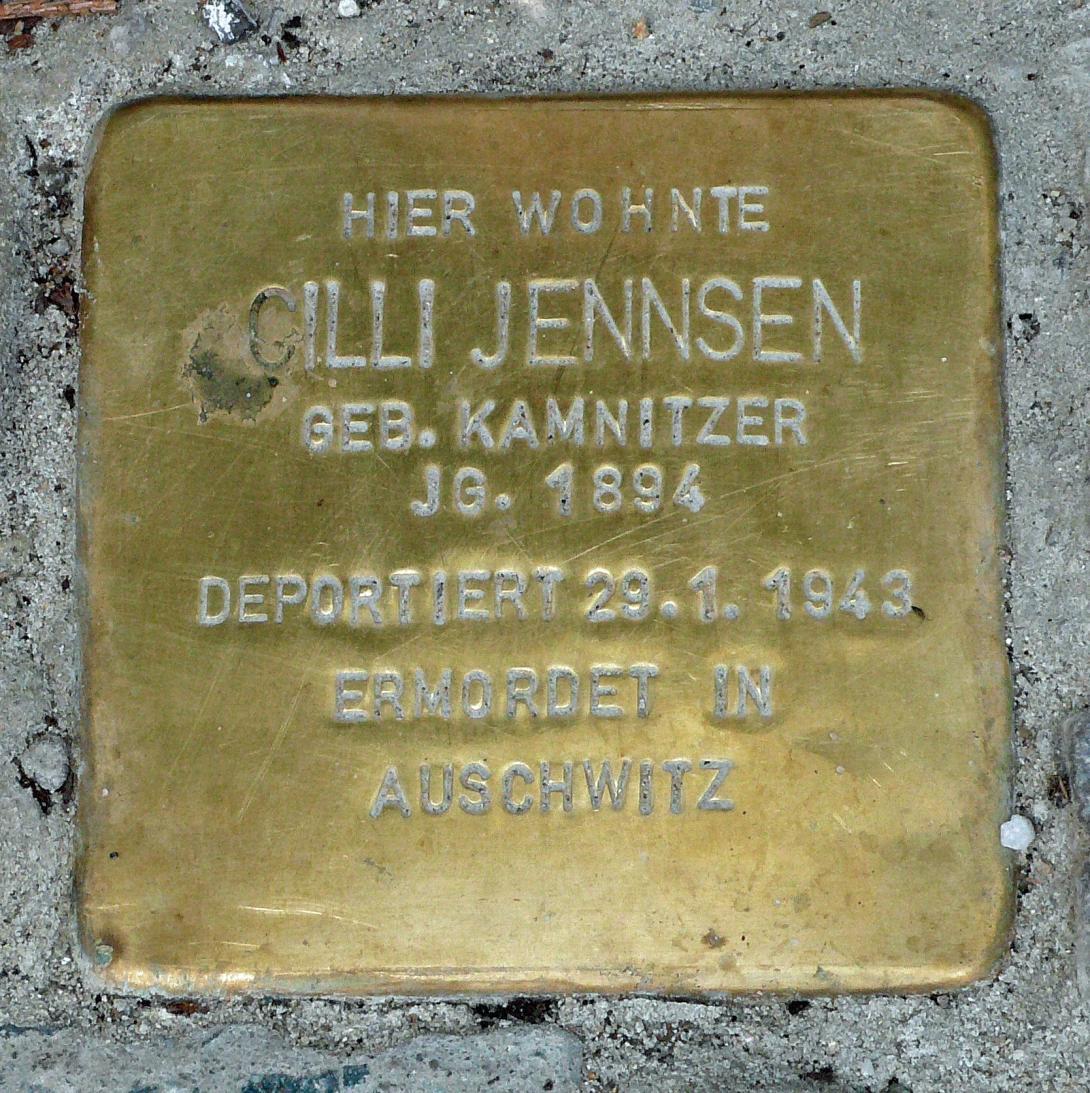 HIER WOHNTE
CILLI JENNSEN
GEB. KAMNITZER
JG. 1894
DEPORTIERT 29.1.1943
ERMORDET IN
AUSCHWITZ